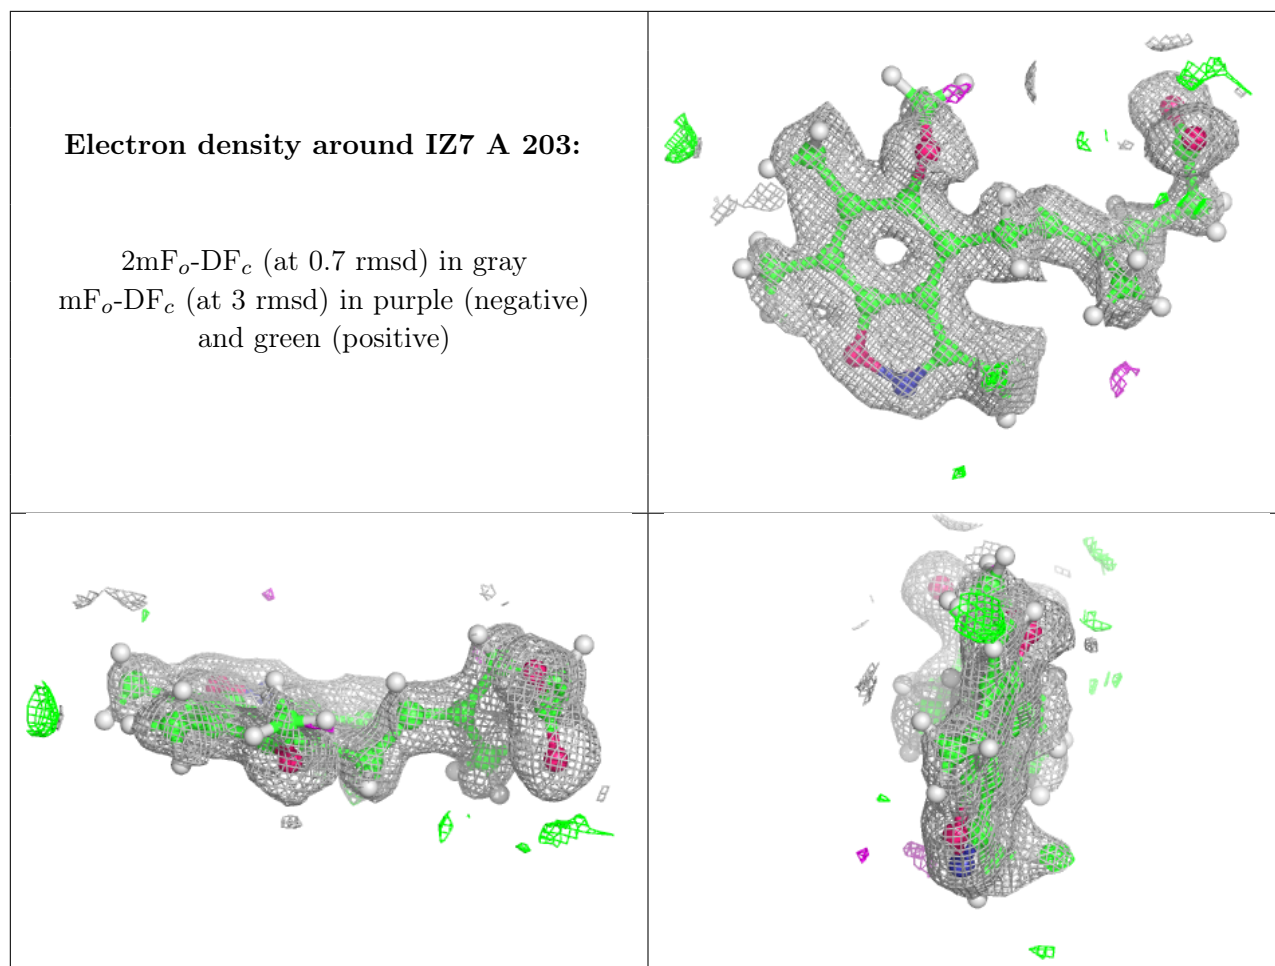 Electron density around IZ7 A 203:
2mFo-DFc (at 0.7 rmsd) in gray
mFo-DFc (at 3 rmsd) in purple (negative)
and green (positive)